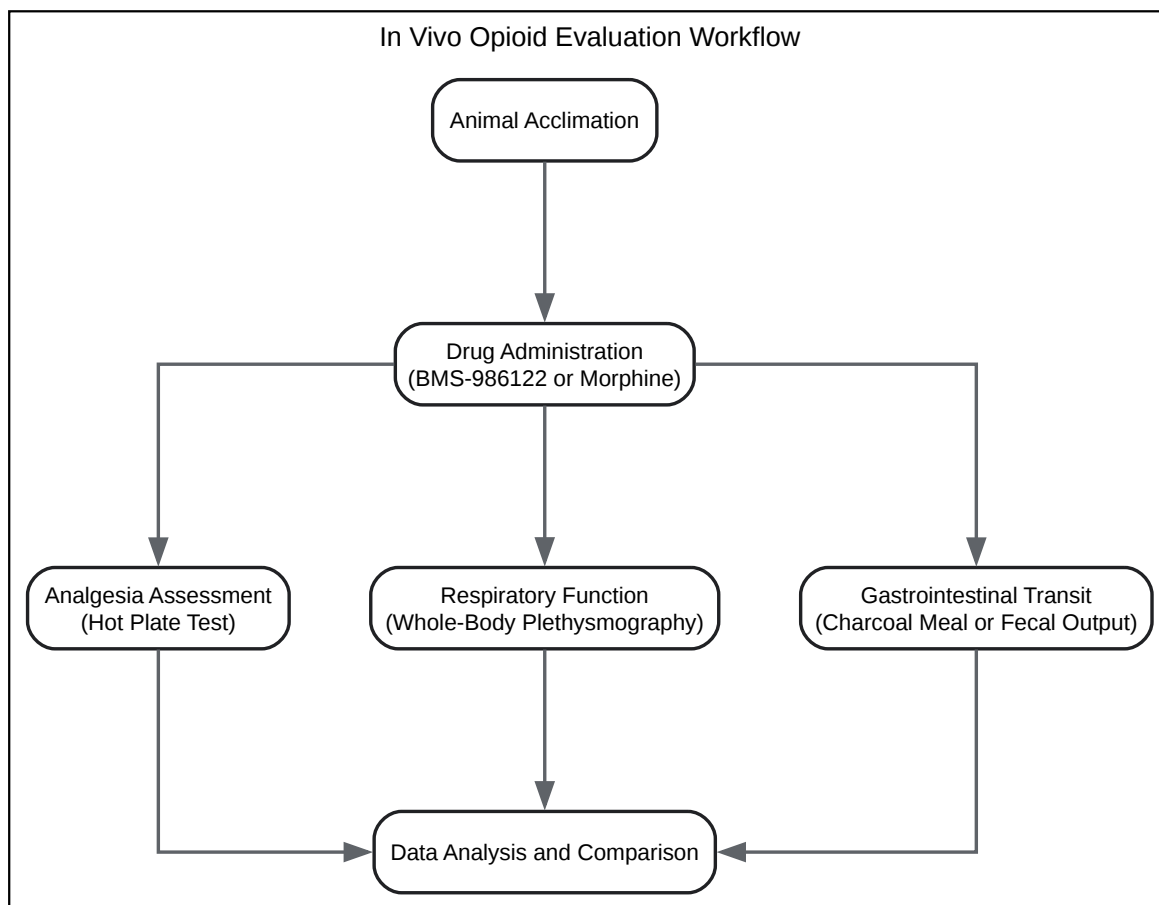 In Vivo Opioid Evaluation Workflow
Animal Acclimation
Drug Administration
(BMS-986122 or Morphine)
Analgesia Assessment
(Hot Plate Test)
Respiratory Function
(Whole-Body Plethysmography)
Gastrointestinal Transit
(Charcoal Meal or Fecal Output)
Data Analysis and Comparison